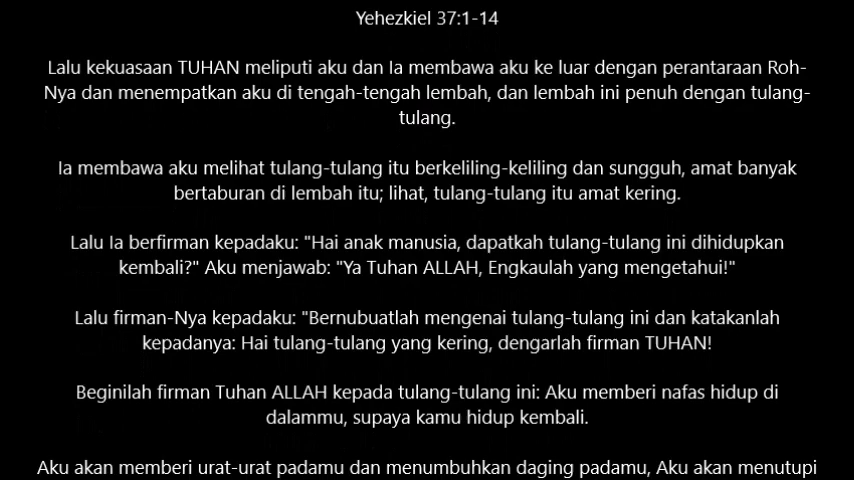 Yehezkiel 37:1-14
Lalu kekuasaan TUHAN meliputi aku dan Ia membawa aku ke luar dengan perantaraan Roh-
Nya dan menempatkan aku di tengah-tengah lembah, dan lembah ini penuh dengan tulang-
tulang.
Ia membawa aku melihat tulang-tulang itu berkeliling-keliling dan sungguh, amat banyak
bertaburan di lembah itu; lihat, tulang-tulang itu amat kering.
Lalu Ia berfirman kepadaku: "Hai anak manusia, dapatkah tulang-tulang ini dihidupkan
kembali?" Aku menjawab: "Ya Tuhan ALLAH, Engkaulah yang mengetahui!"
Lalu firman-Nya kepadaku: "Bernubuatlah mengenai tulang-tulang ini dan katakanlah
kepadanya: Hai tulang-tulang yang kering, dengarlah firman TUHAN!
Beginilah firman Tuhan ALLAH kepada tulang-tulang ini: Aku memberi nafas hidup di
dalammu, supaya kamu hidup kembali.
Aku akan memberi urat-urat padamu dan menumbuhkan daging padamu, Aku akan menutupi